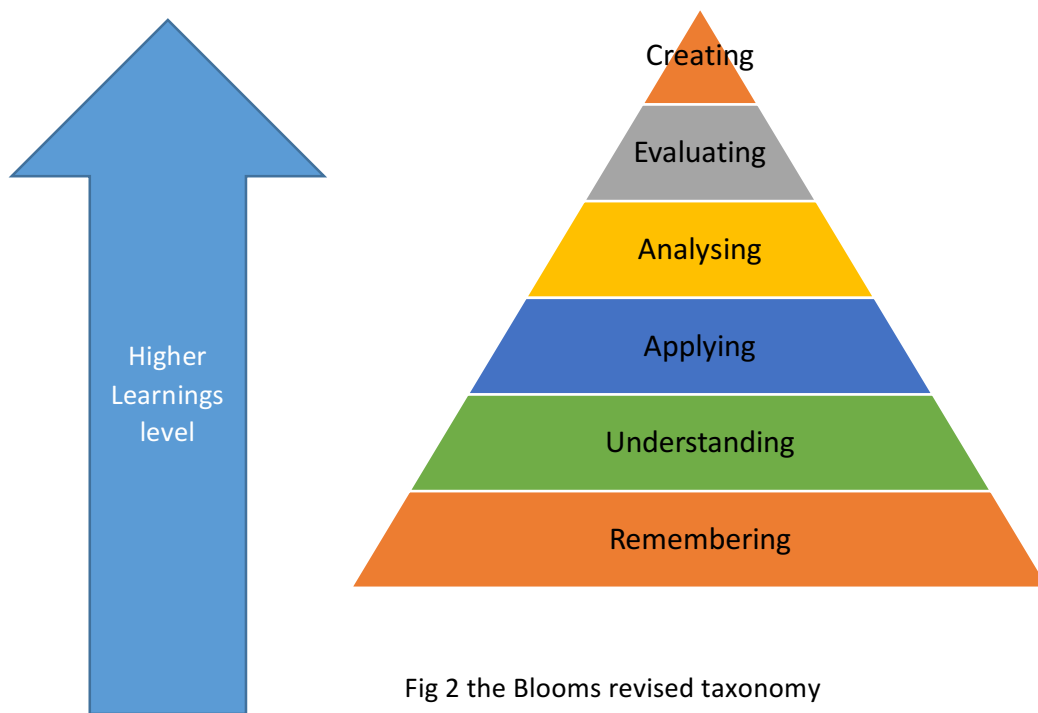 Creating
Evaluating
Analysing
Applying
Understanding
Remembering
Higher
Learnings
level
Fig 2 the Blooms revised taxonomy